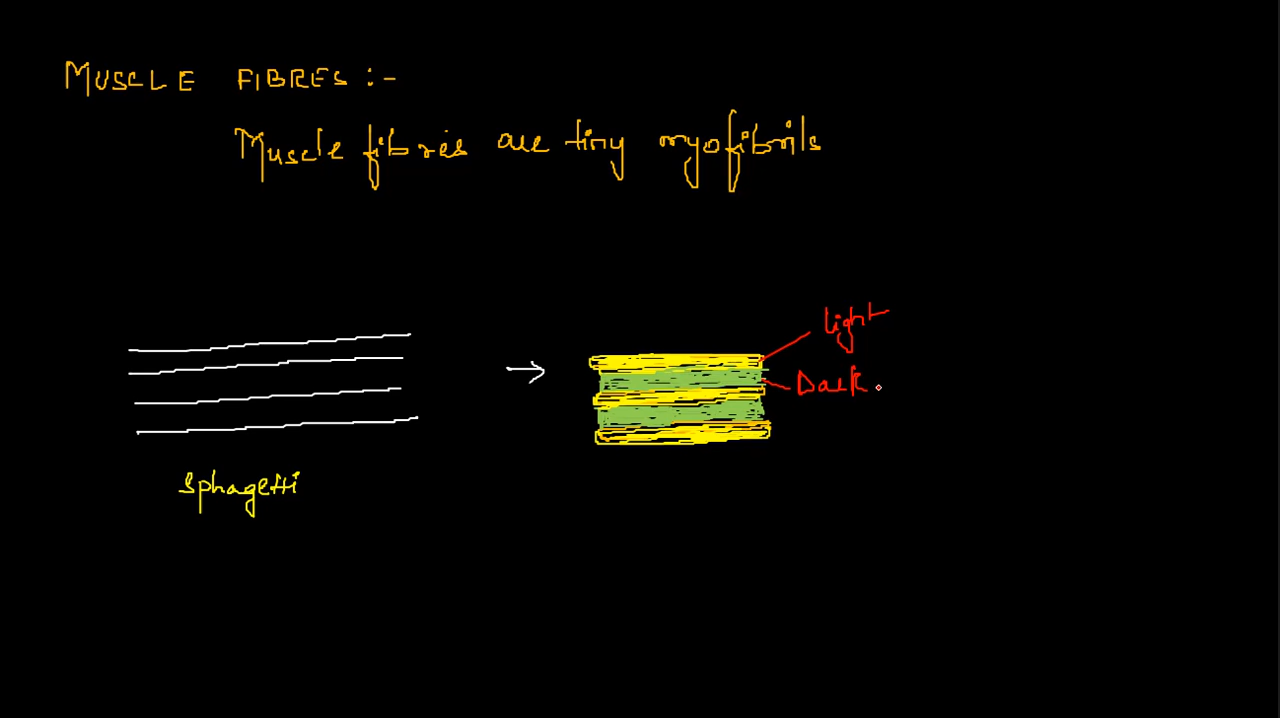 MUSCLE FIBRES :-
Muscle fibres are tiny myofibrils
light
Dark
Sphagetti